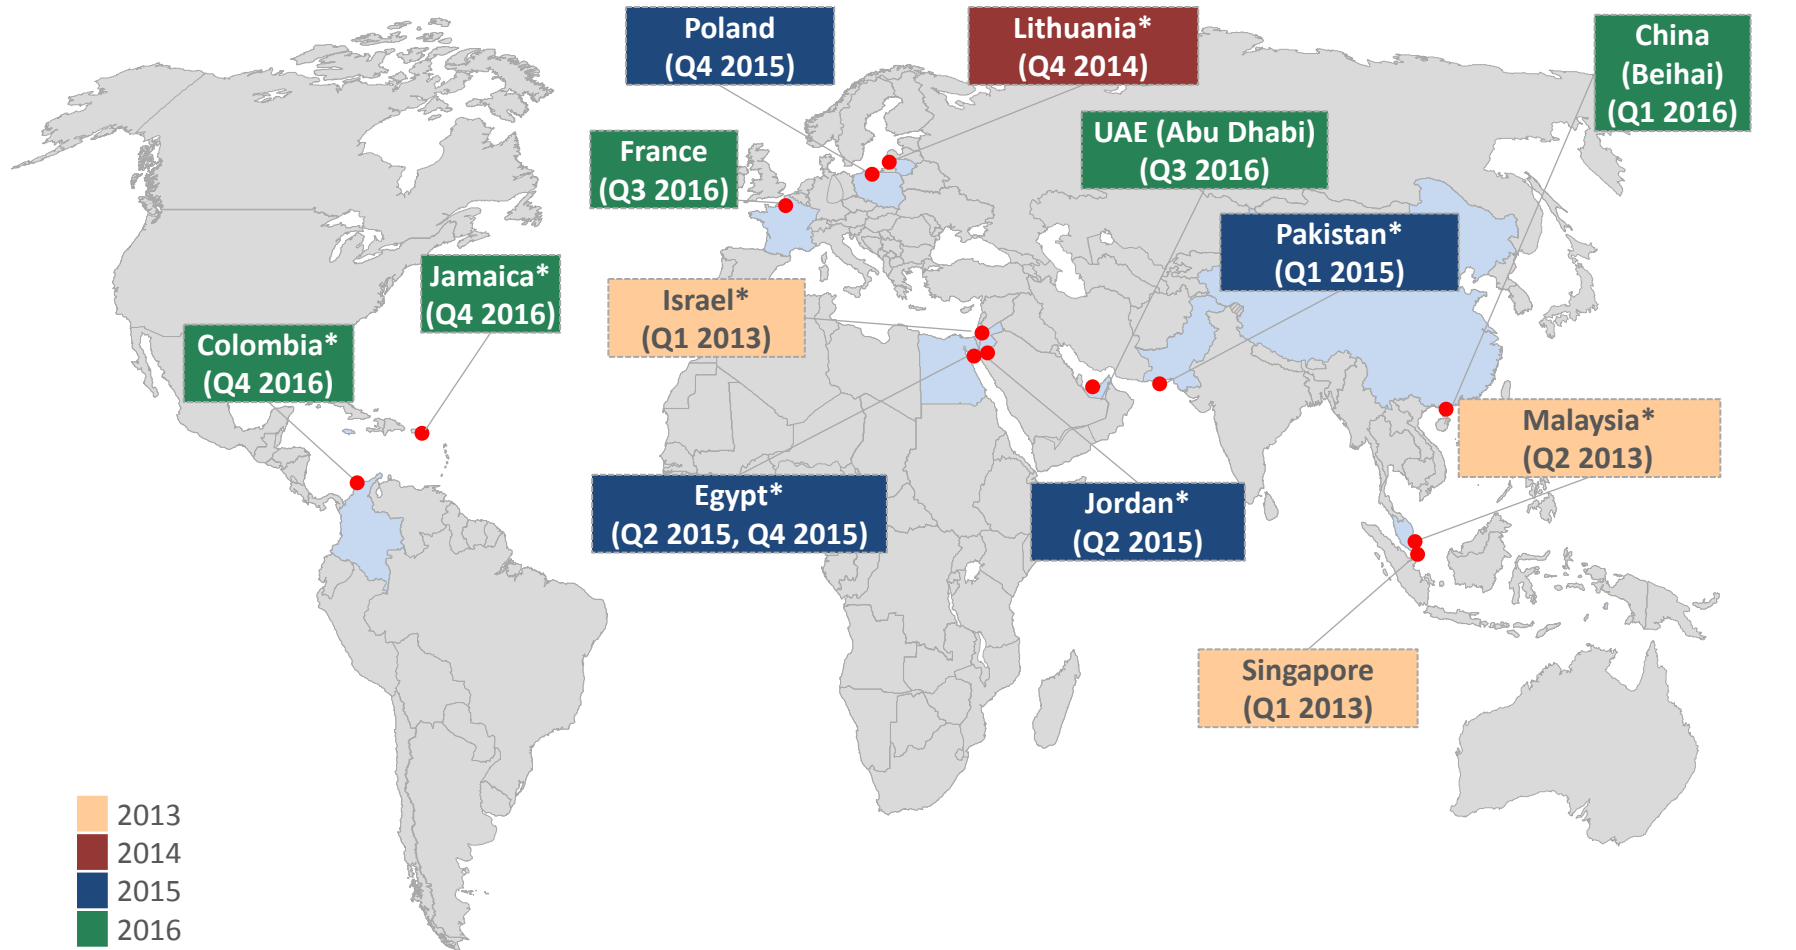 Poland
(Q4 2015)
Lithuania*
(Q4 2014)
China
(Beihai)
(Q1 2016)
France
(Q3 2016)
UAE (Abu Dhabi)
(Q3 2016)
Pakistan*
(Q1 2015)
Jamaica*
(Q4 2016)
Israel*
(Q1 2013)
Colombia*
(Q4 2016)
Malaysia*
(Q2 2013)
Egypt*
(Q2 2015, Q4 2015)
Jordan*
(Q2 2015)
Singapore
(Q1 2013)
2013
2014
2015
2016